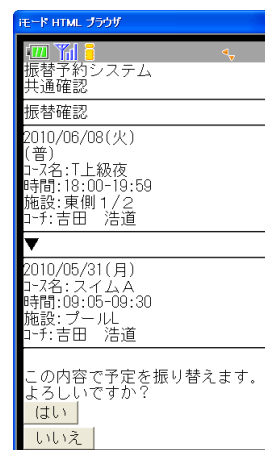 iモード HTML ブラウザ
振替予約システム
共通確認
振替確認
2010/06/08(火)
(普)
ｺｰｽ名:T上級夜
時間:18:00-19:59
施設:東側１/２
ｺｰﾁ:吉田　浩道
▼
2010/05/31(月)
ｺｰｽ名:スイムＡ
時間:09:05-09:30
施設:プールL
ｺｰﾁ:吉田　浩道
この内容で予定を振り替えます。
よろしいですか？
はい
いいえ